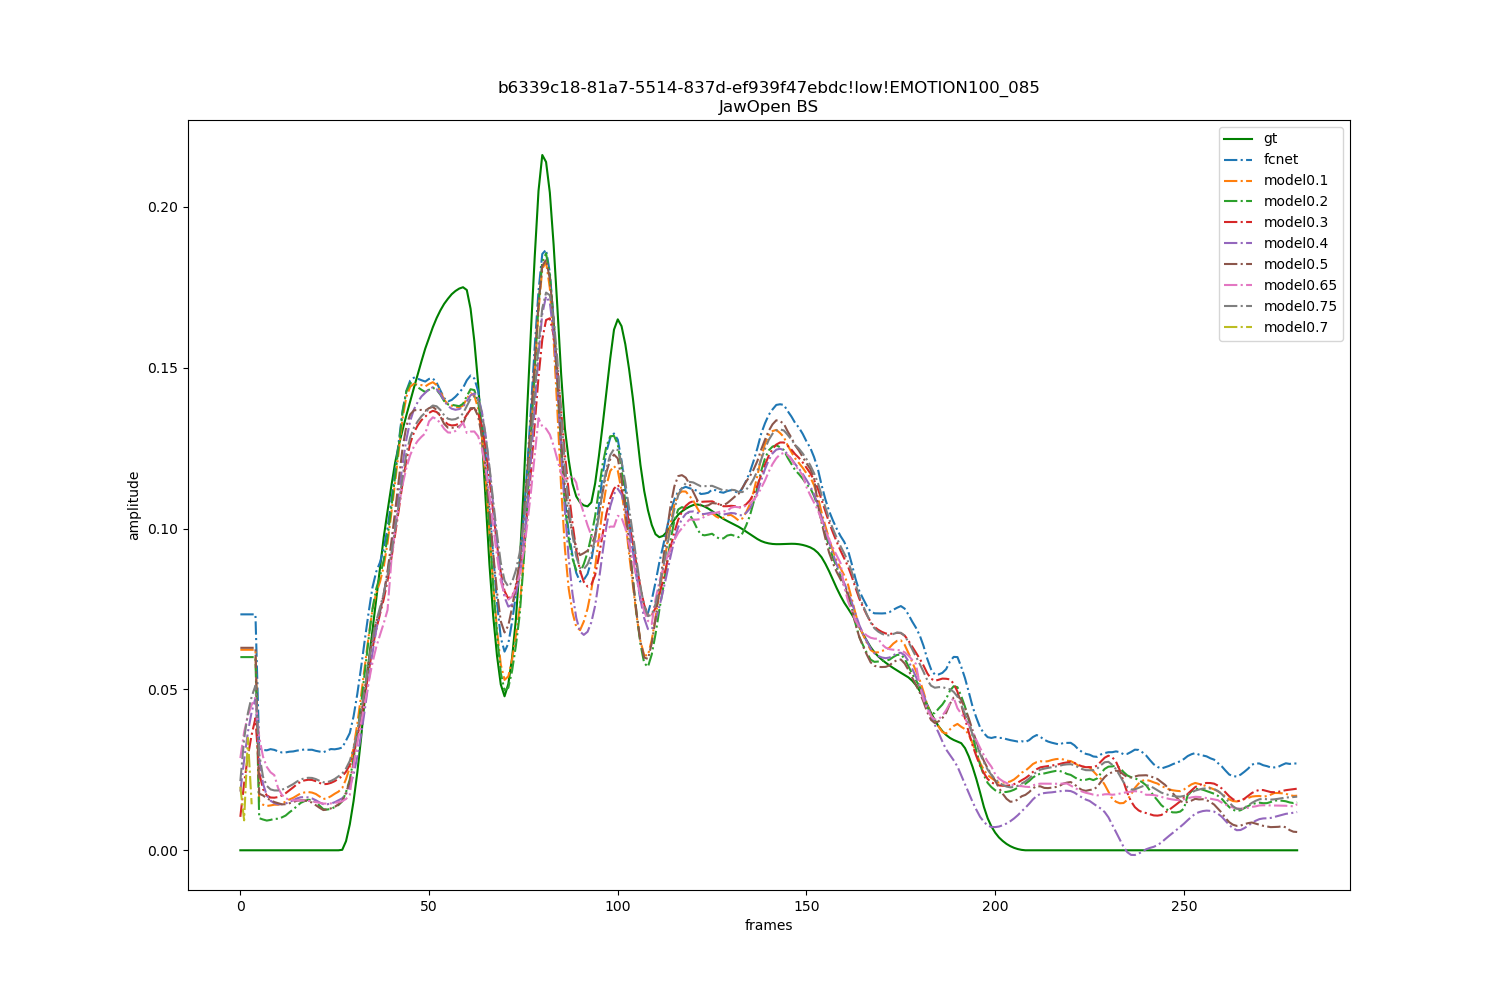 b6339c18-81a7-5514-837d-ef939f47ebdc!low!EMOTION100_085
JawOpen BS
gt
fcnet
model0.1
model0.2
model0.3
model0.4
model0.5
model0.65
model0.75
model0.7
0.20
0.15
0.10
0.05
0.00
amplitude
0
50
100
150
200
250
frames